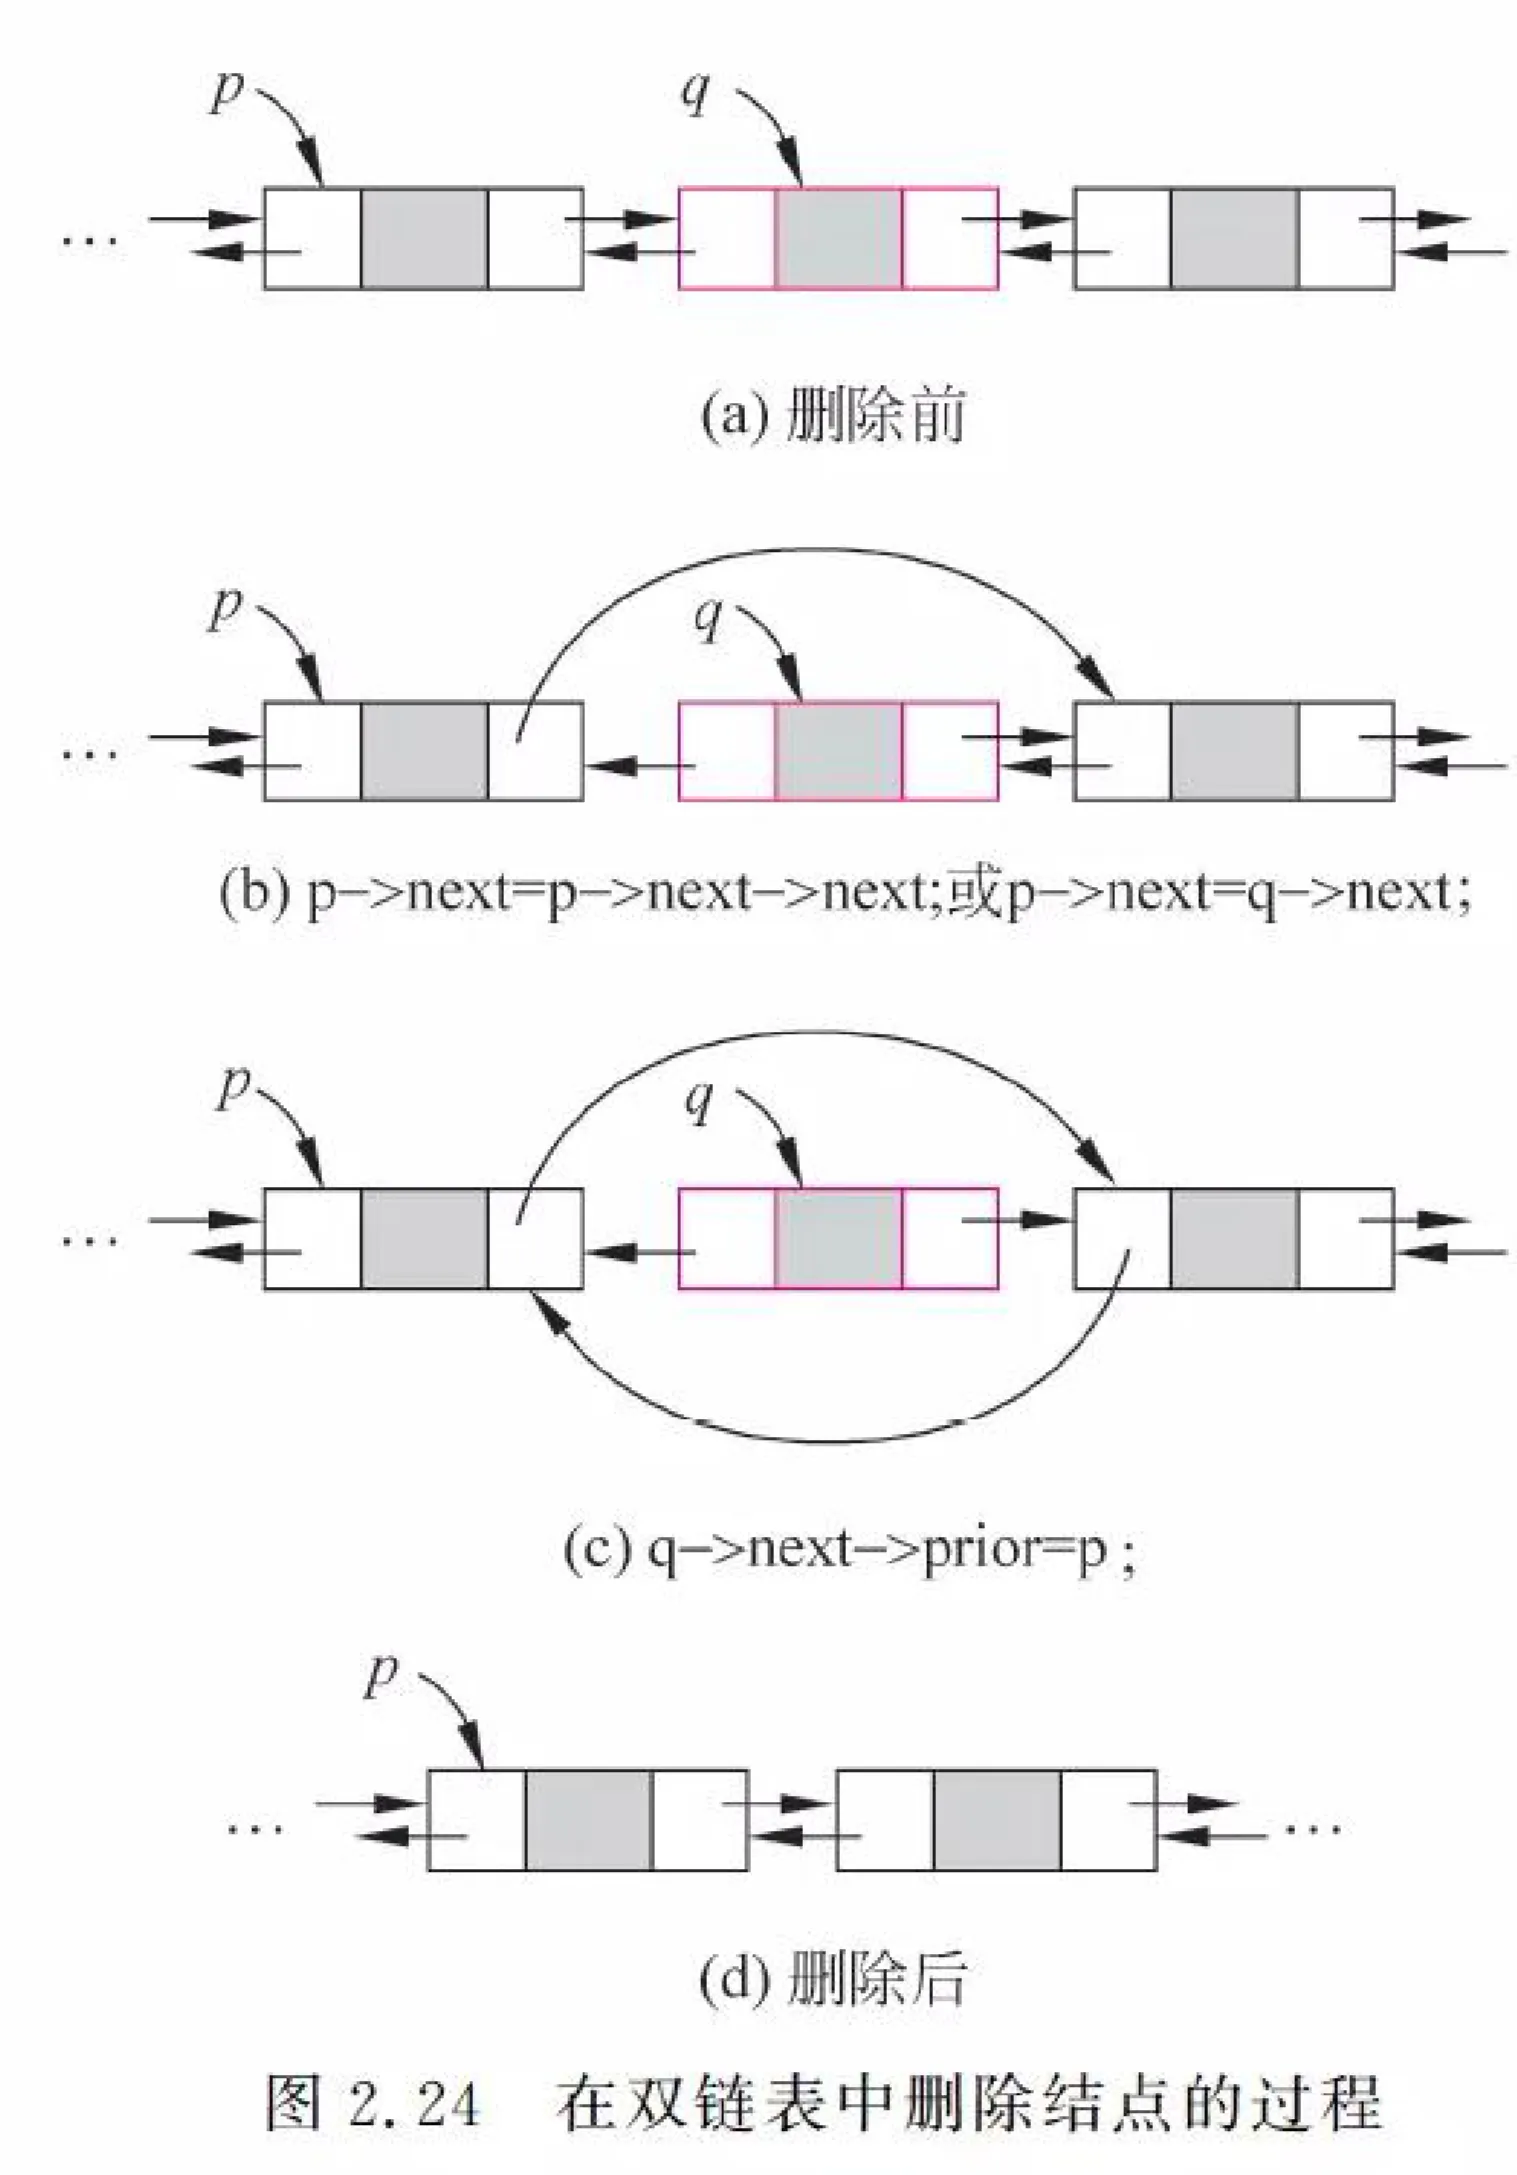 p q
...
(a) 删除前
p q
...
(b) p->next=p->next->next;或p->next=q->next;
p q
...
(c) q->next->prior=p;
p
... ...
(d) 删除后
图 2.24 在双链表中删除结点的过程